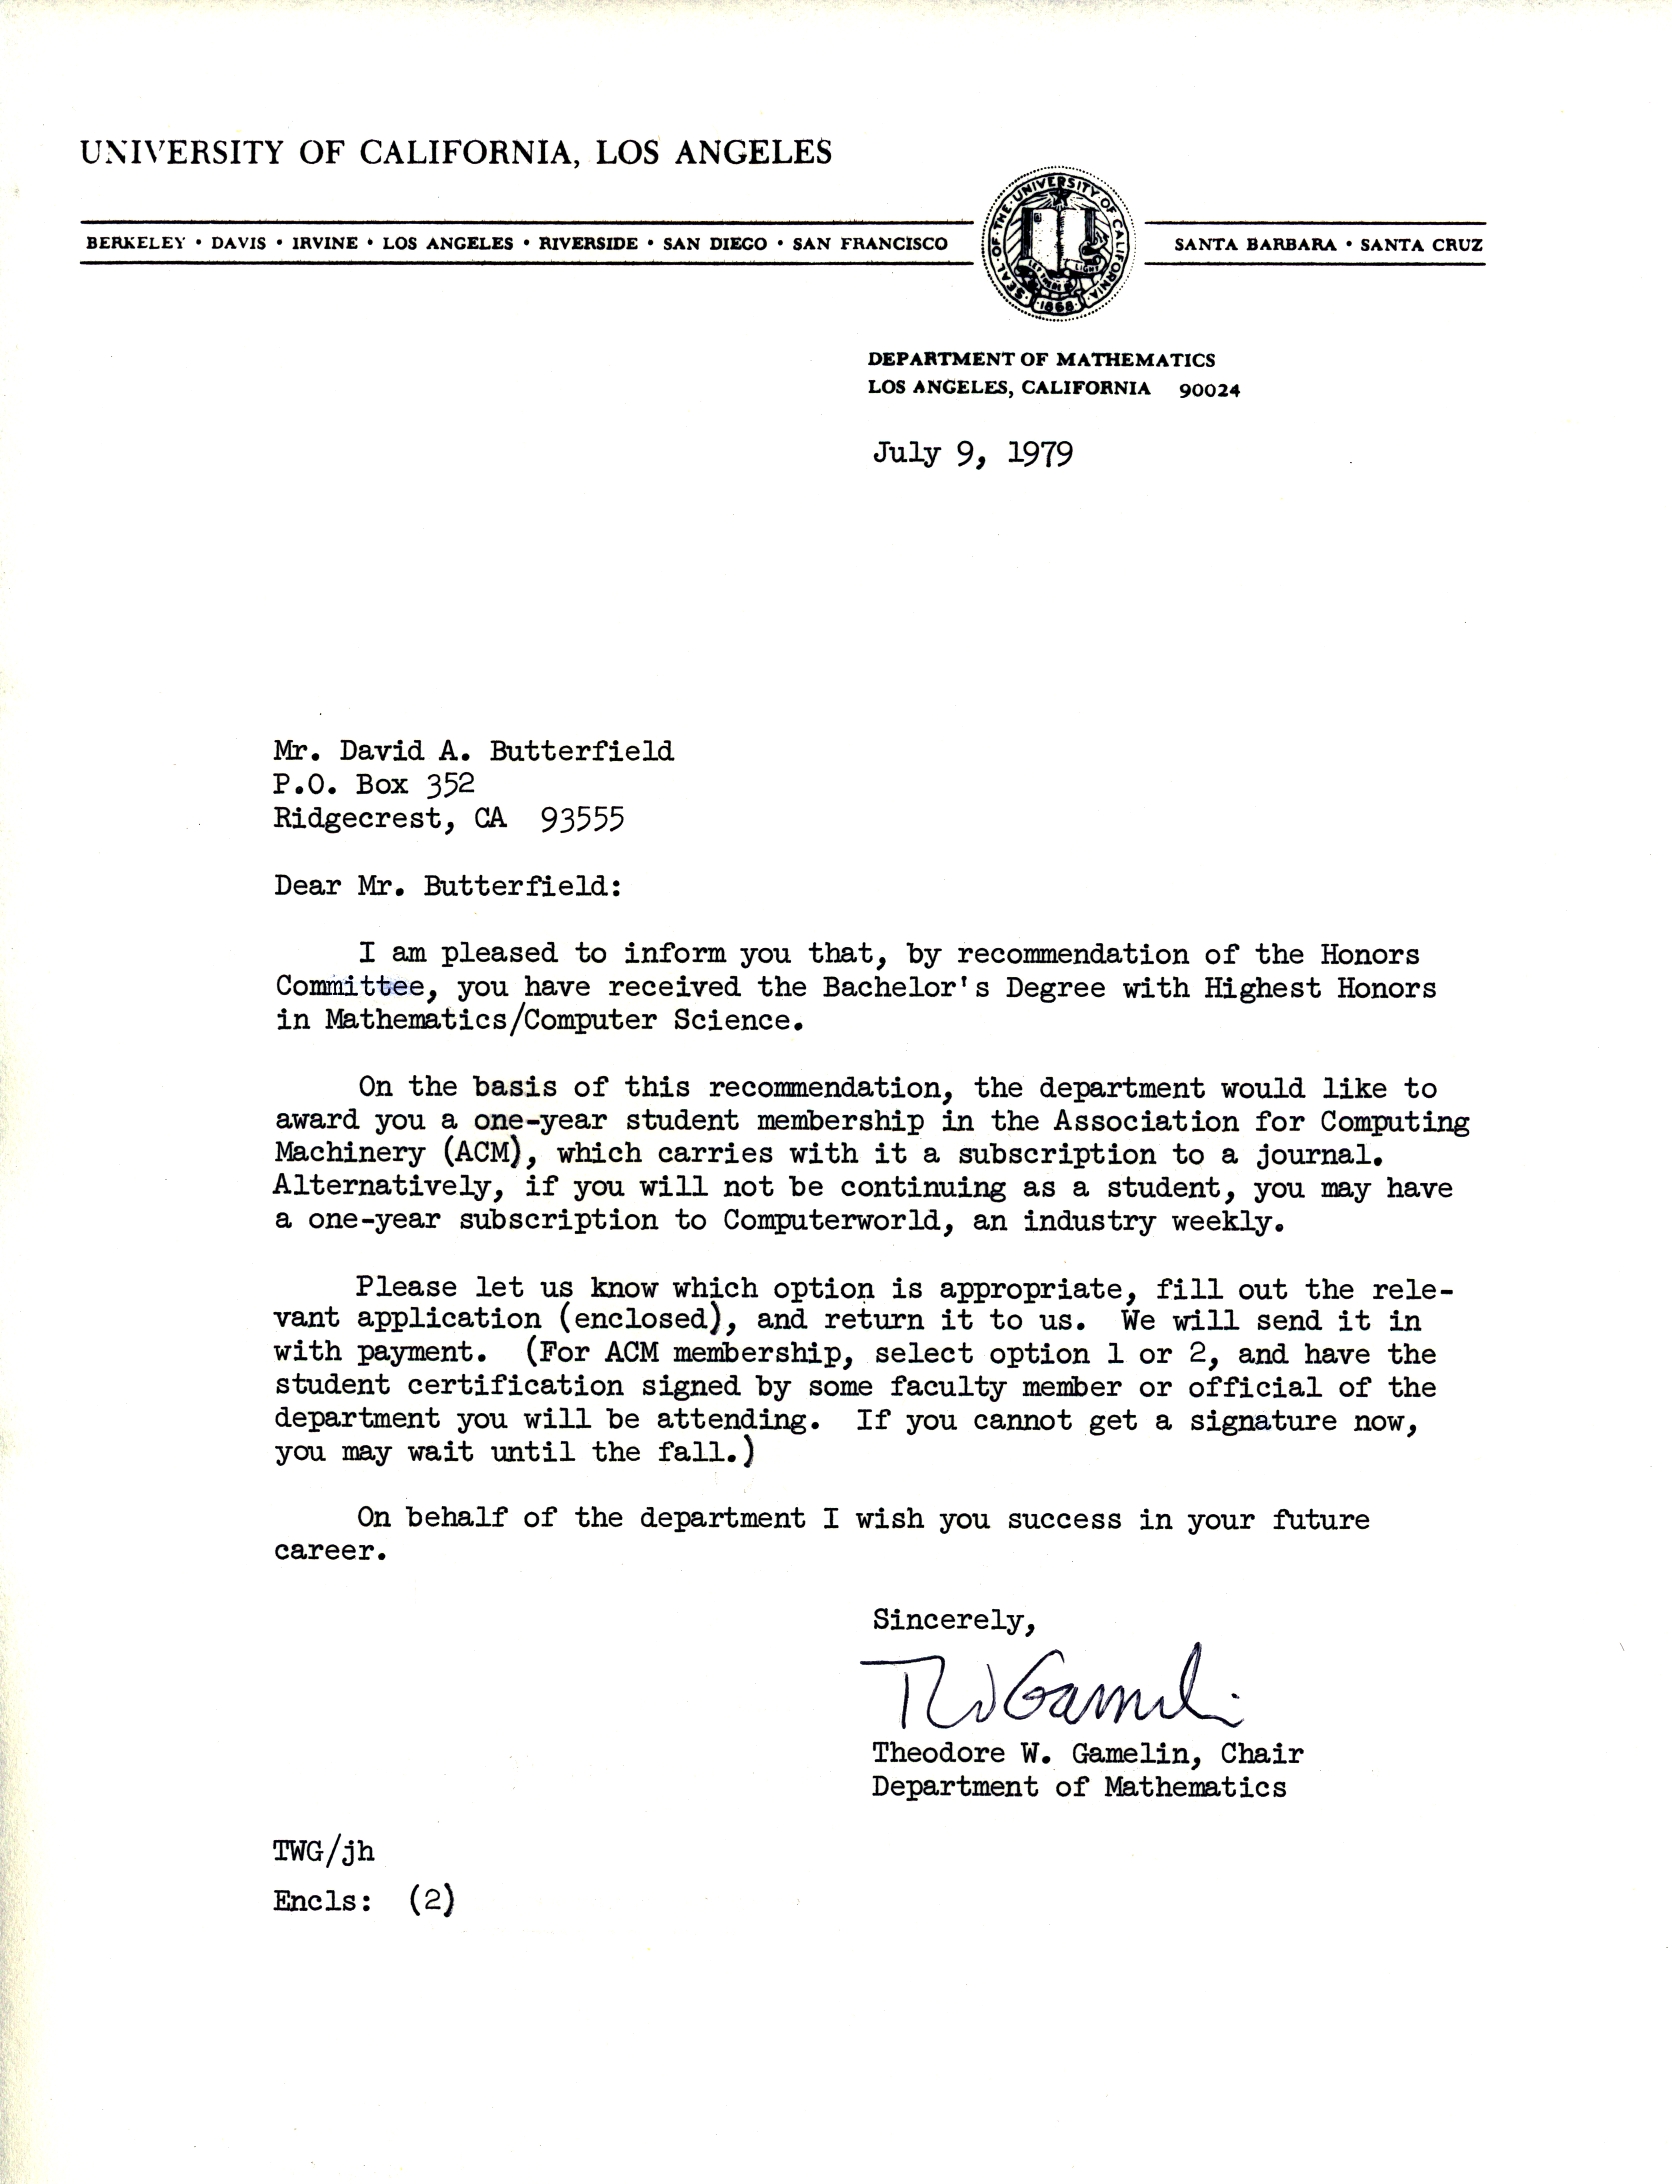 UNIVERSITY OF CALIFORNIA, LOS ANGELES
BERKELEY • DAVIS • IRVINE • LOS ANGELES • RIVERSIDE • SAN DIEGO • SAN FRANCISCO
SEAL OF THE UNIVERSITY OF CALIFORNIA
LET THERE BE LIGHT
1868
SANTA BARBARA • SANTA CRUZ
DEPARTMENT OF MATHEMATICS
LOS ANGELES, CALIFORNIA 90024
July 9, 1979
Mr. David A. Butterfield
P.O. Box 352
Ridgecrest, CA 93555
Dear Mr. Butterfield:
I am pleased to inform you that, by recommendation of the Honors
Committee, you have received the Bachelor's Degree with Highest Honors
in Mathematics/Computer Science.
On the basis of this recommendation, the department would like to
award you a one-year student membership in the Association for Computing
Machinery (ACM), which carries with it a subscription to a journal.
Alternatively, if you will not be continuing as a student, you may have
a one-year subscription to Computerworld, an industry weekly.
Please let us know which option is appropriate, fill out the rele-
vant application (enclosed), and return it to us. We will send it in
with payment. (For ACM membership, select option 1 or 2, and have the
student certification signed by some faculty member or official of the
department you will be attending. If you cannot get a signature now,
you may wait until the fall.)
On behalf of the department I wish you success in your future
career.
Sincerely,
TW Gamelin
Theodore W. Gamelin, Chair
Department of Mathematics
TWG/jh
Encls: (2)